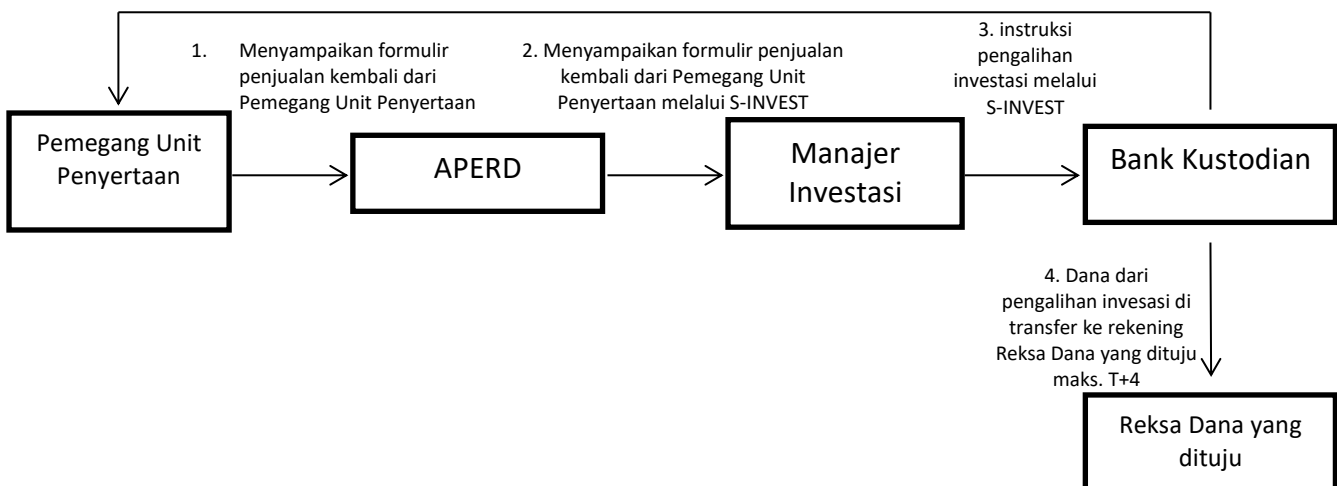 1. Menyampaikan formulir
penjualan kembali dari
Pemegang Unit Penyertaan
2. Menyampaikan formulir penjualan
kembali dari Pemegang Unit
Penyertaan melalui S-INVEST
3. instruksi
pengalihan
investasi melalui
S-INVEST
Pemegang Unit
Penyertaan
APERD
Manajer
Investasi
Bank Kustodian
4. Dana dari
pengalihan invesasi di
transfer ke rekening
Reksa Dana yang dituju
maks. T+4
Reksa Dana yang
dituju